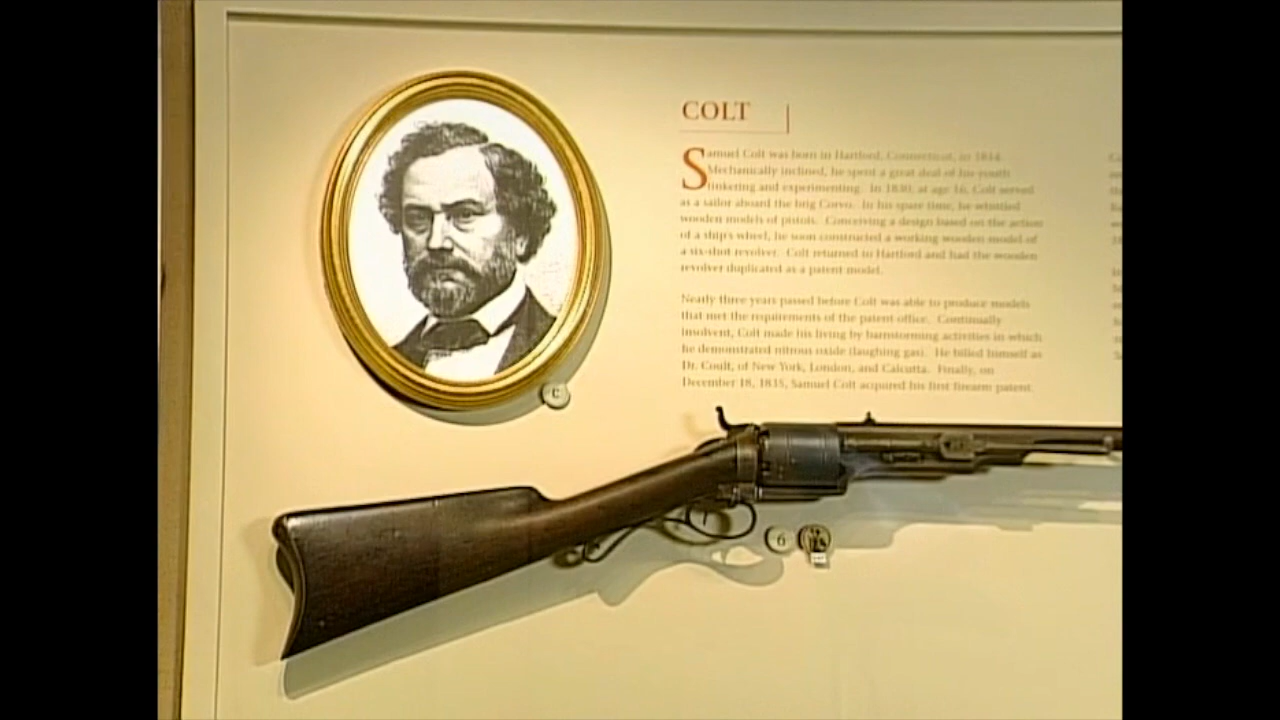 COLT
Samuel Colt was born in Hartford, Connecticut, in 1814.
Mechanically inclined, he spent a great deal of his youth
tinkering and experimenting. In 1830, at age 16, Colt served
as a sailor aboard the brig Corvo. In his spare time, he whittled
wooden models of pistols. Conceiving a design based on the action
of a ship's wheel, he soon constructed a working wooden model of
a six-shot revolver. Colt returned to Hartford and had the wooden
revolver duplicated as a patent model.
Nearly three years passed before Colt was able to produce models
that met the requirements of the patent office. Continually
insolvent, Colt made his living by barnstorming activities in which
he demonstrated nitrous oxide (laughing gas). He billed himself as
Dr. Coult, of New York, London, and Calcutta. Finally, on
December 18, 1835, Samuel Colt acquired his first firearm patent.
C
6